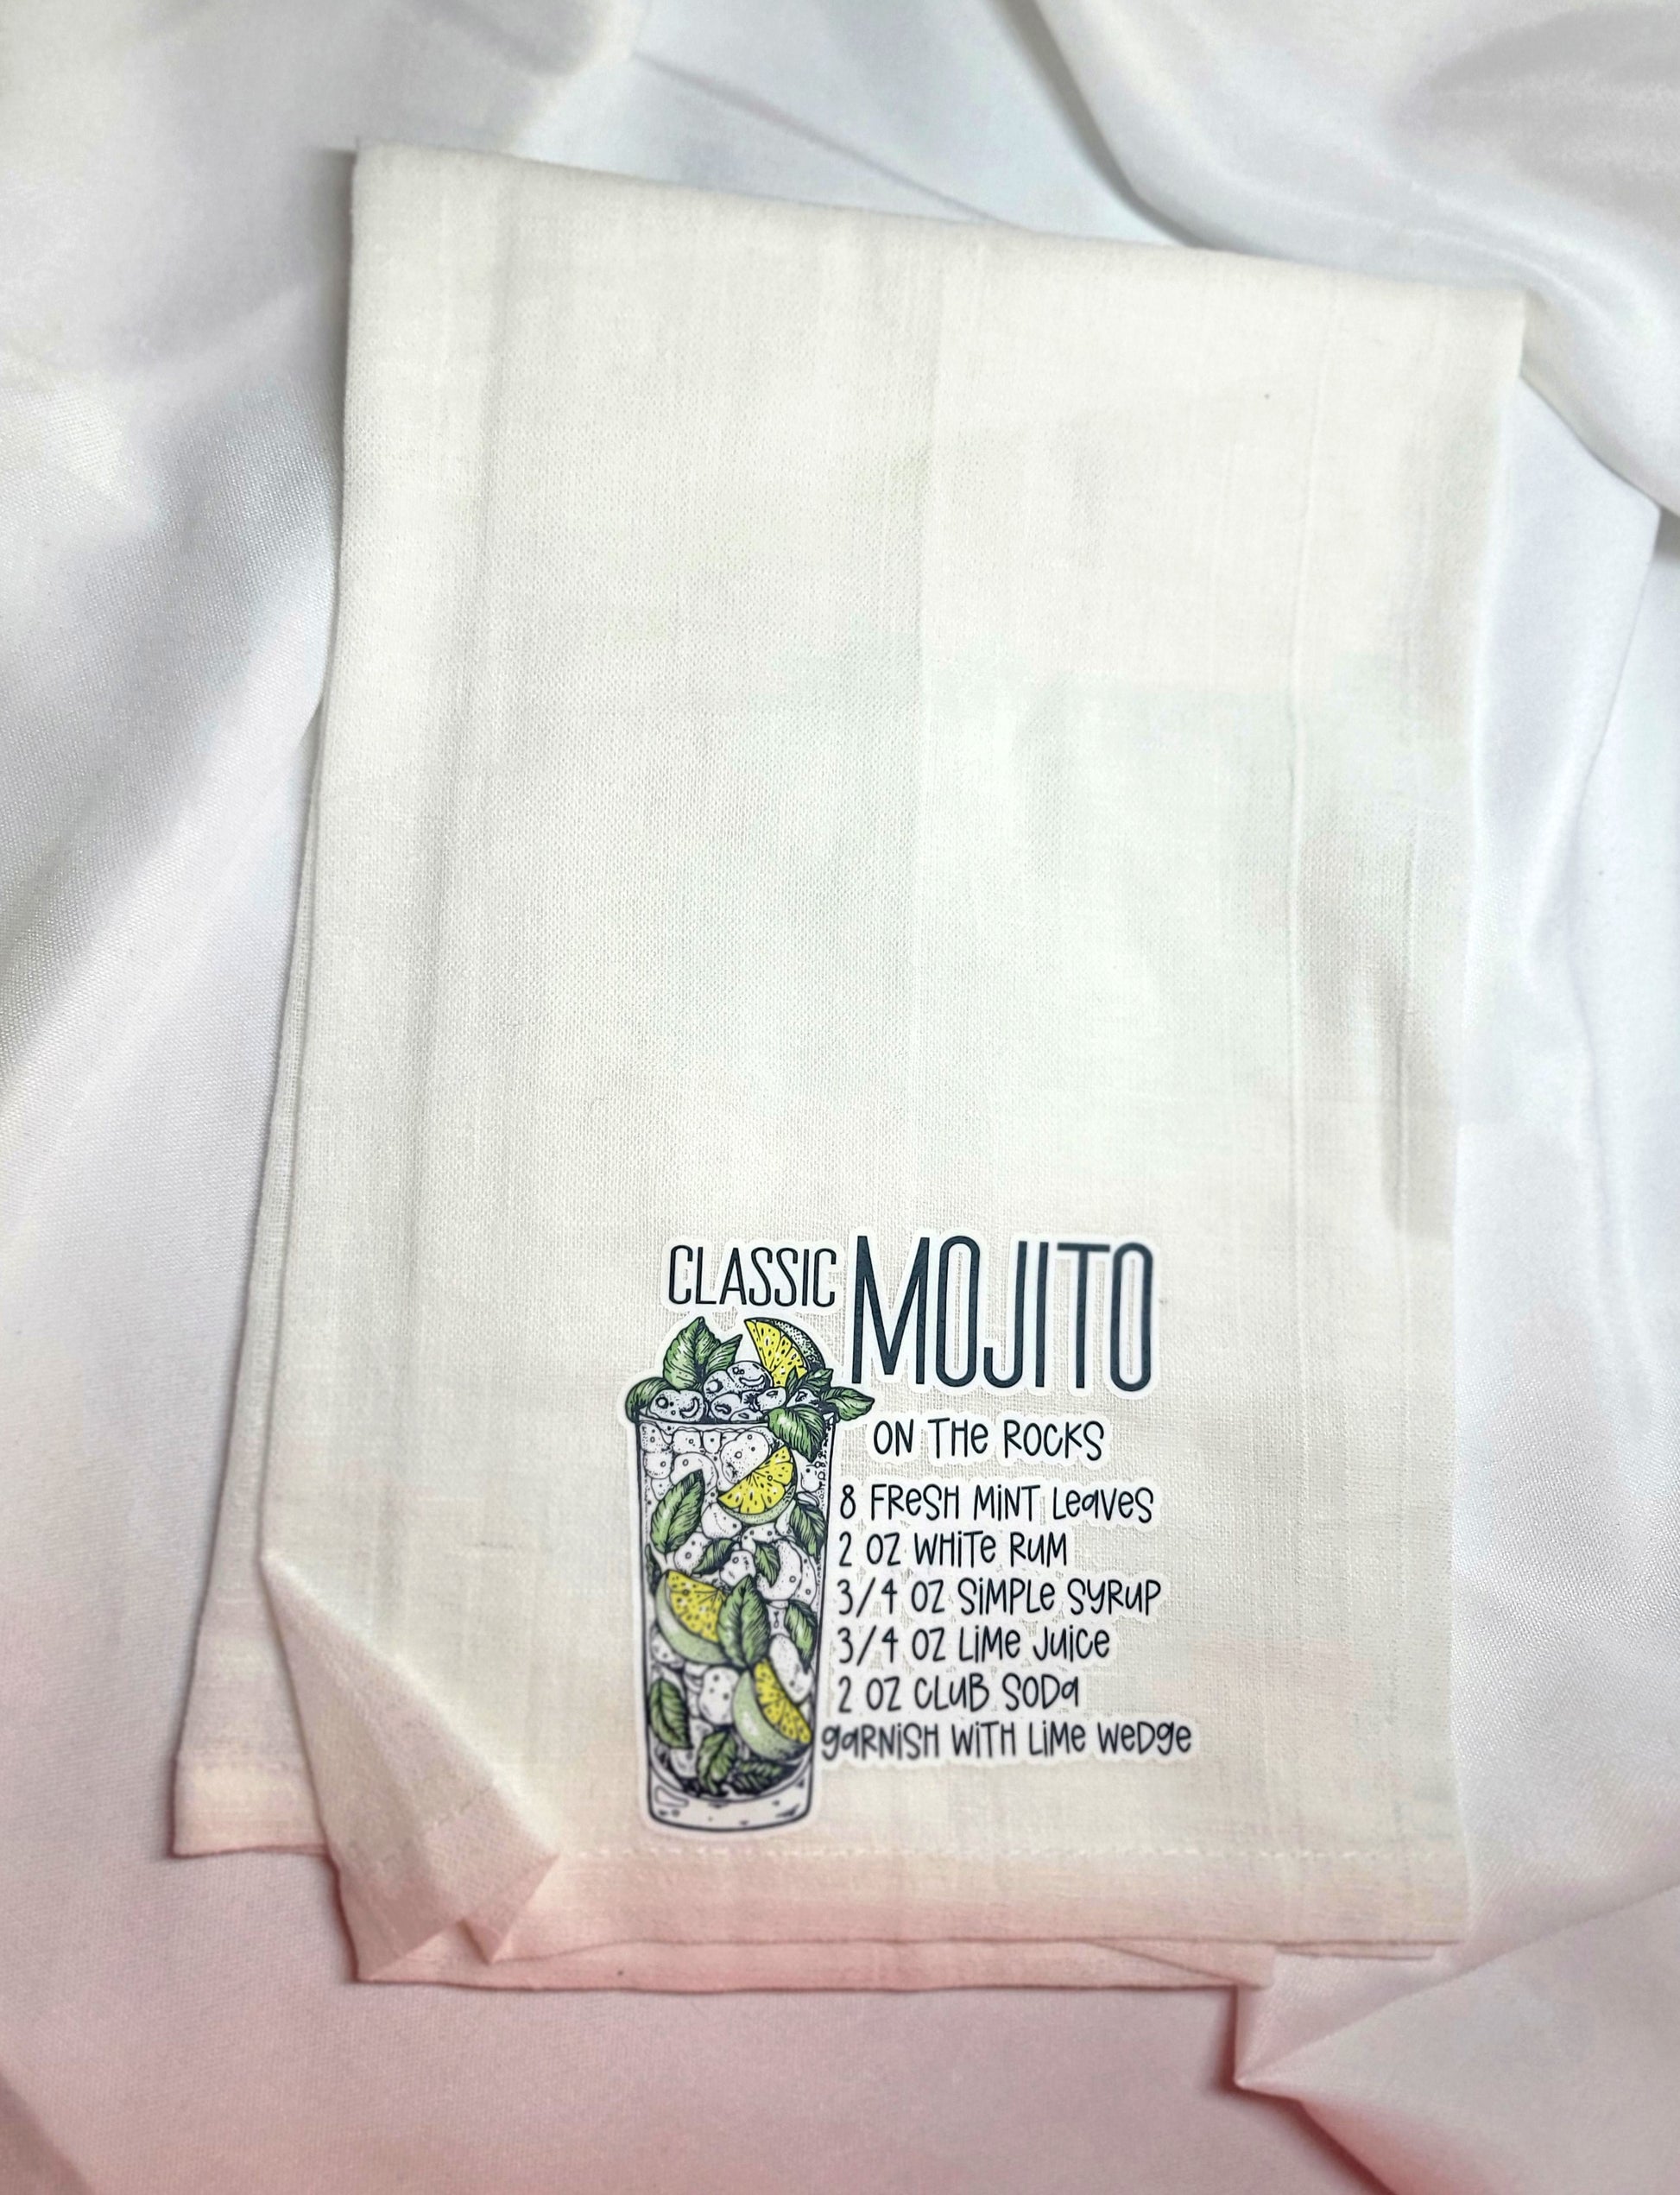 CLASSIC MOJITO
ON THE ROCKS
8 FRESH MINT LEAVES
2 OZ WHITE RUM
3/4 OZ SIMPLE SYRUP
3/4 OZ LIME JUICE
2 OZ CLUB SODA
GARNISH WITH LIME WEDGE